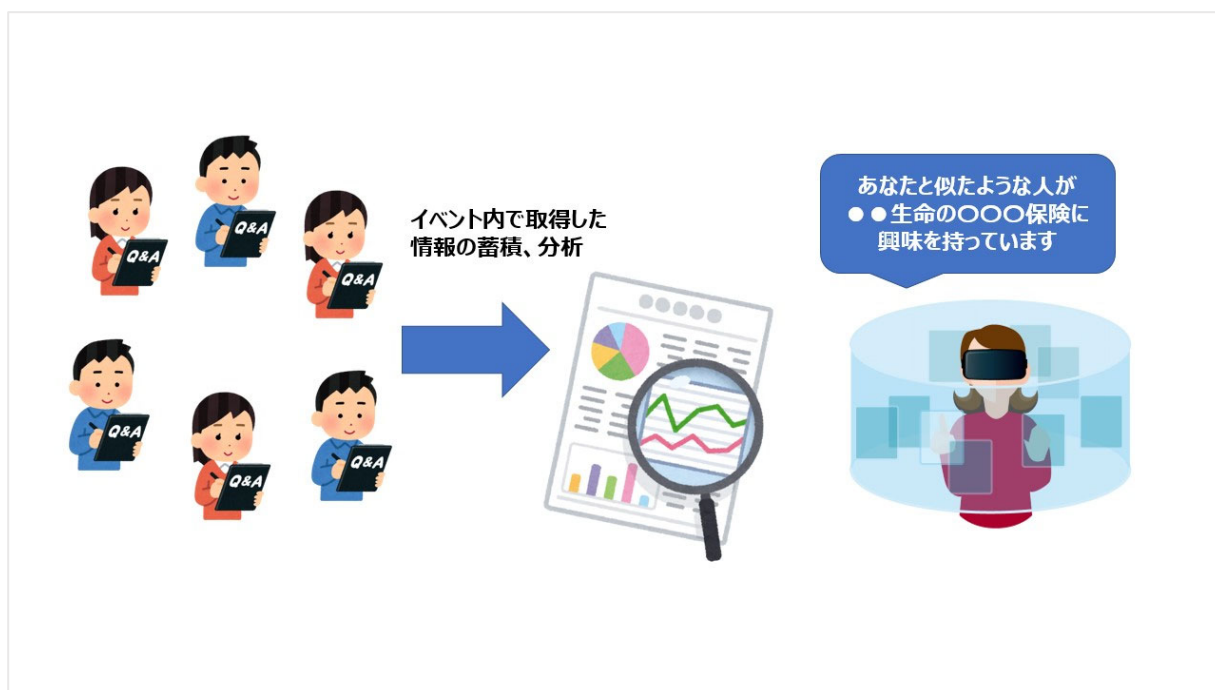 Q&A
Q&A
Q&A
Q&A
Q&A
Q&A
イベント内で取得した
情報の蓄積、分析
あなたと似たような人が
●●生命の〇〇〇保険に
興味を持っています